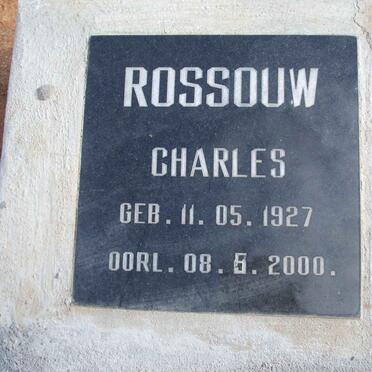 ROSSOUW
CHARLES
GEB. 11. 05. 1927
OORL. 08. 5. 2000.